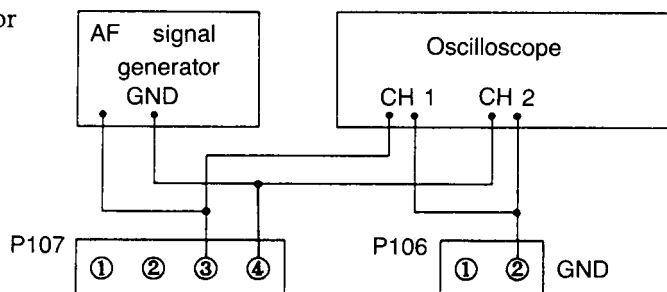 or
AF signal
generator
GND
Oscilloscope
CH 1 CH 2
P107
① ② ③ ④
P106
① ②
GND